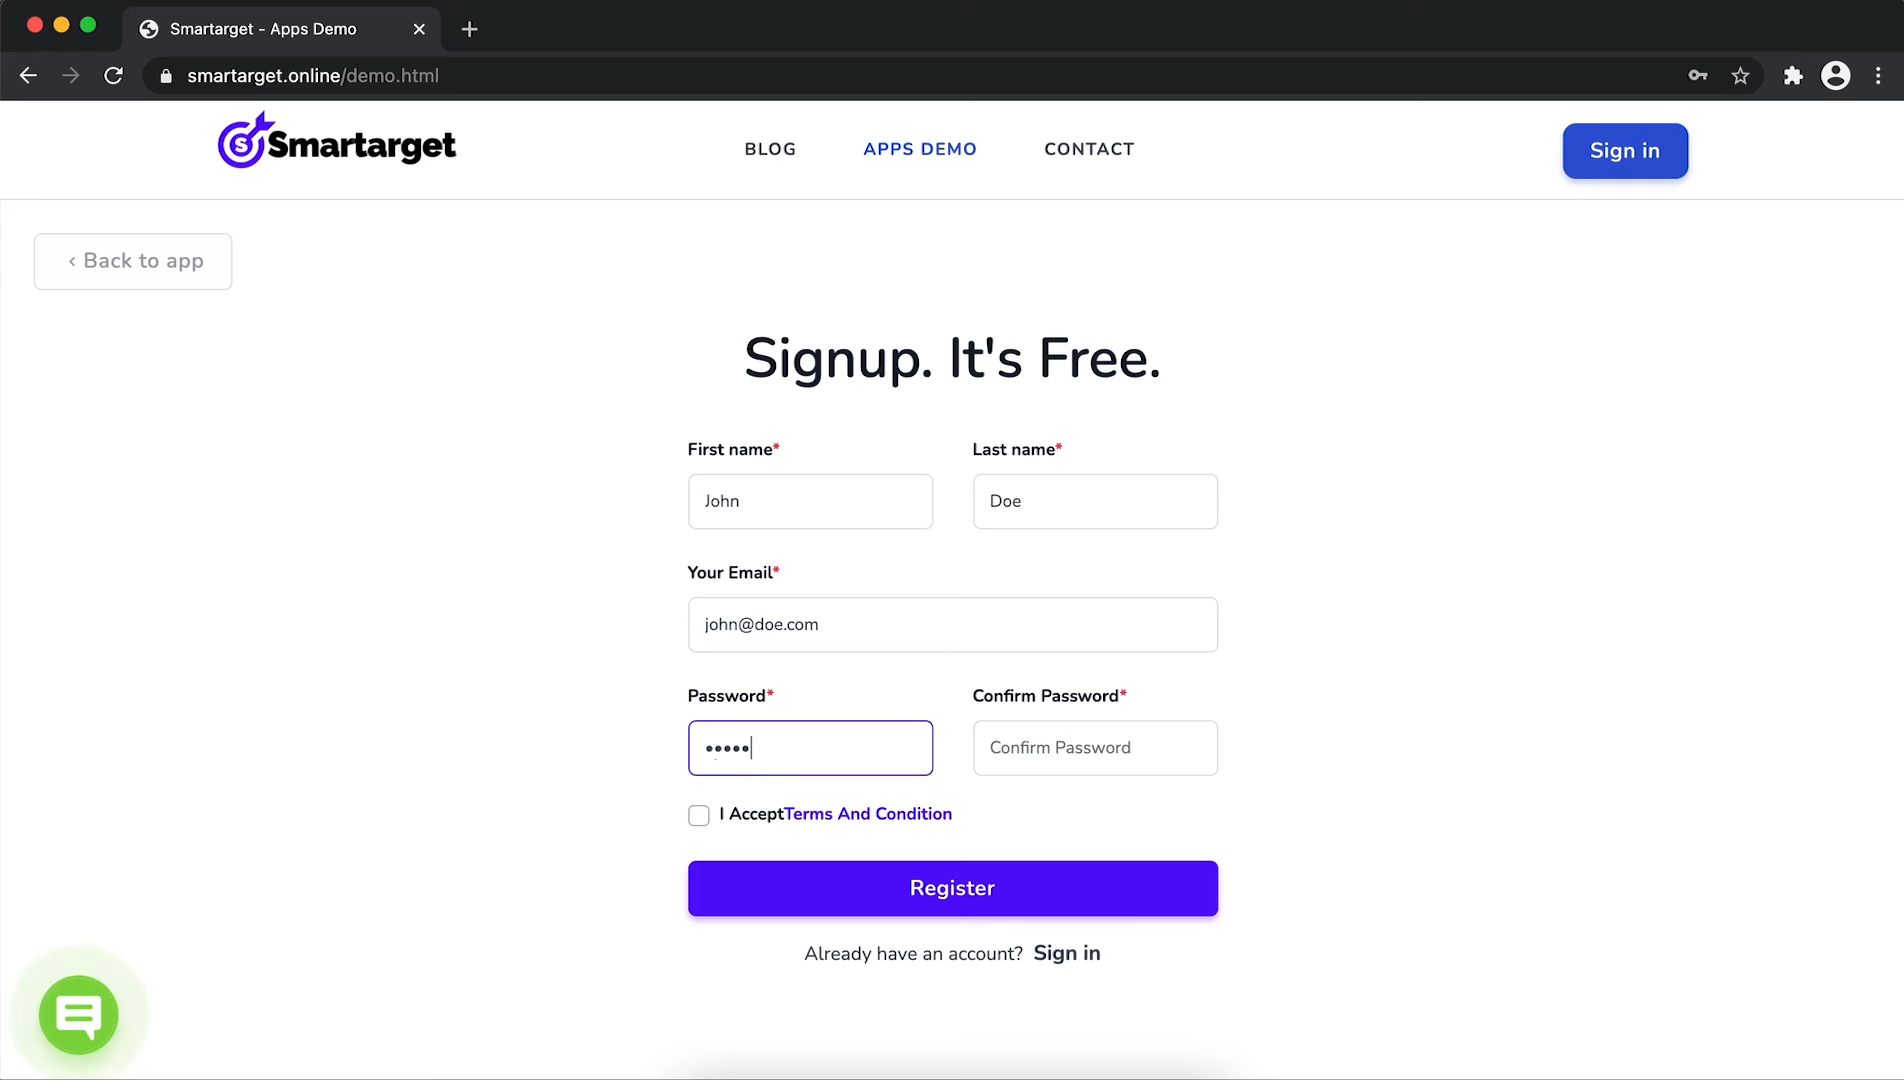 Smartarget - Apps Demo
smartarget.online/demo.html
Smartarget
BLOG
APPS DEMO
CONTACT
Sign in
‹ Back to app
Signup. It's Free.
First name*
Last name*
John
Doe
Your Email*
john@doe.com
Password*
Confirm Password*
•••••
Confirm Password
I AcceptTerms And Condition
Register
Already have an account? Sign in